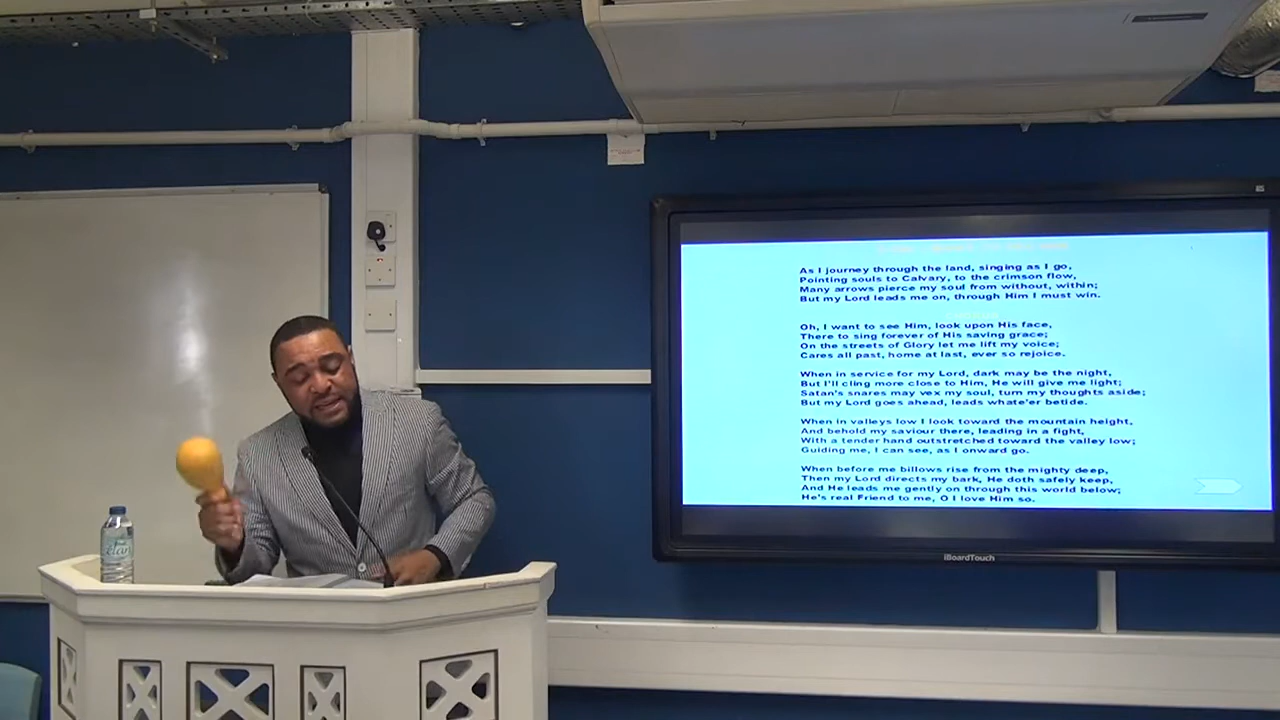 As I journey through the land, singing as I go,
Pointing souls to Calvary, to the crimson flow,
Many arrows pierce my soul from without, within;
But my Lord leads me on, through Him I must win.
Oh, I want to see Him, look upon His face,
There to sing forever of His saving grace;
On the streets of Glory let me lift my voice;
Cares all past, home at last, ever so rejoice.
When in service for my Lord, dark may be the night,
But I'll cling more close to Him, He will give me light;
Satan's snares may vex my soul, turn my thoughts aside;
But my Lord goes ahead, leads whate'er betide.
When in valleys low I look toward the mountain height,
And behold my saviour there, leading in a fight,
With a tender hand outstretched toward the valley low;
Guiding me, I can see, as I onward go.
When before me billows rise from the mighty deep,
Then my Lord directs my bark, He doth safely keep,
And He leads me gently on through this world below;
He's real Friend to me, O I love Him so.
iBoardTouch